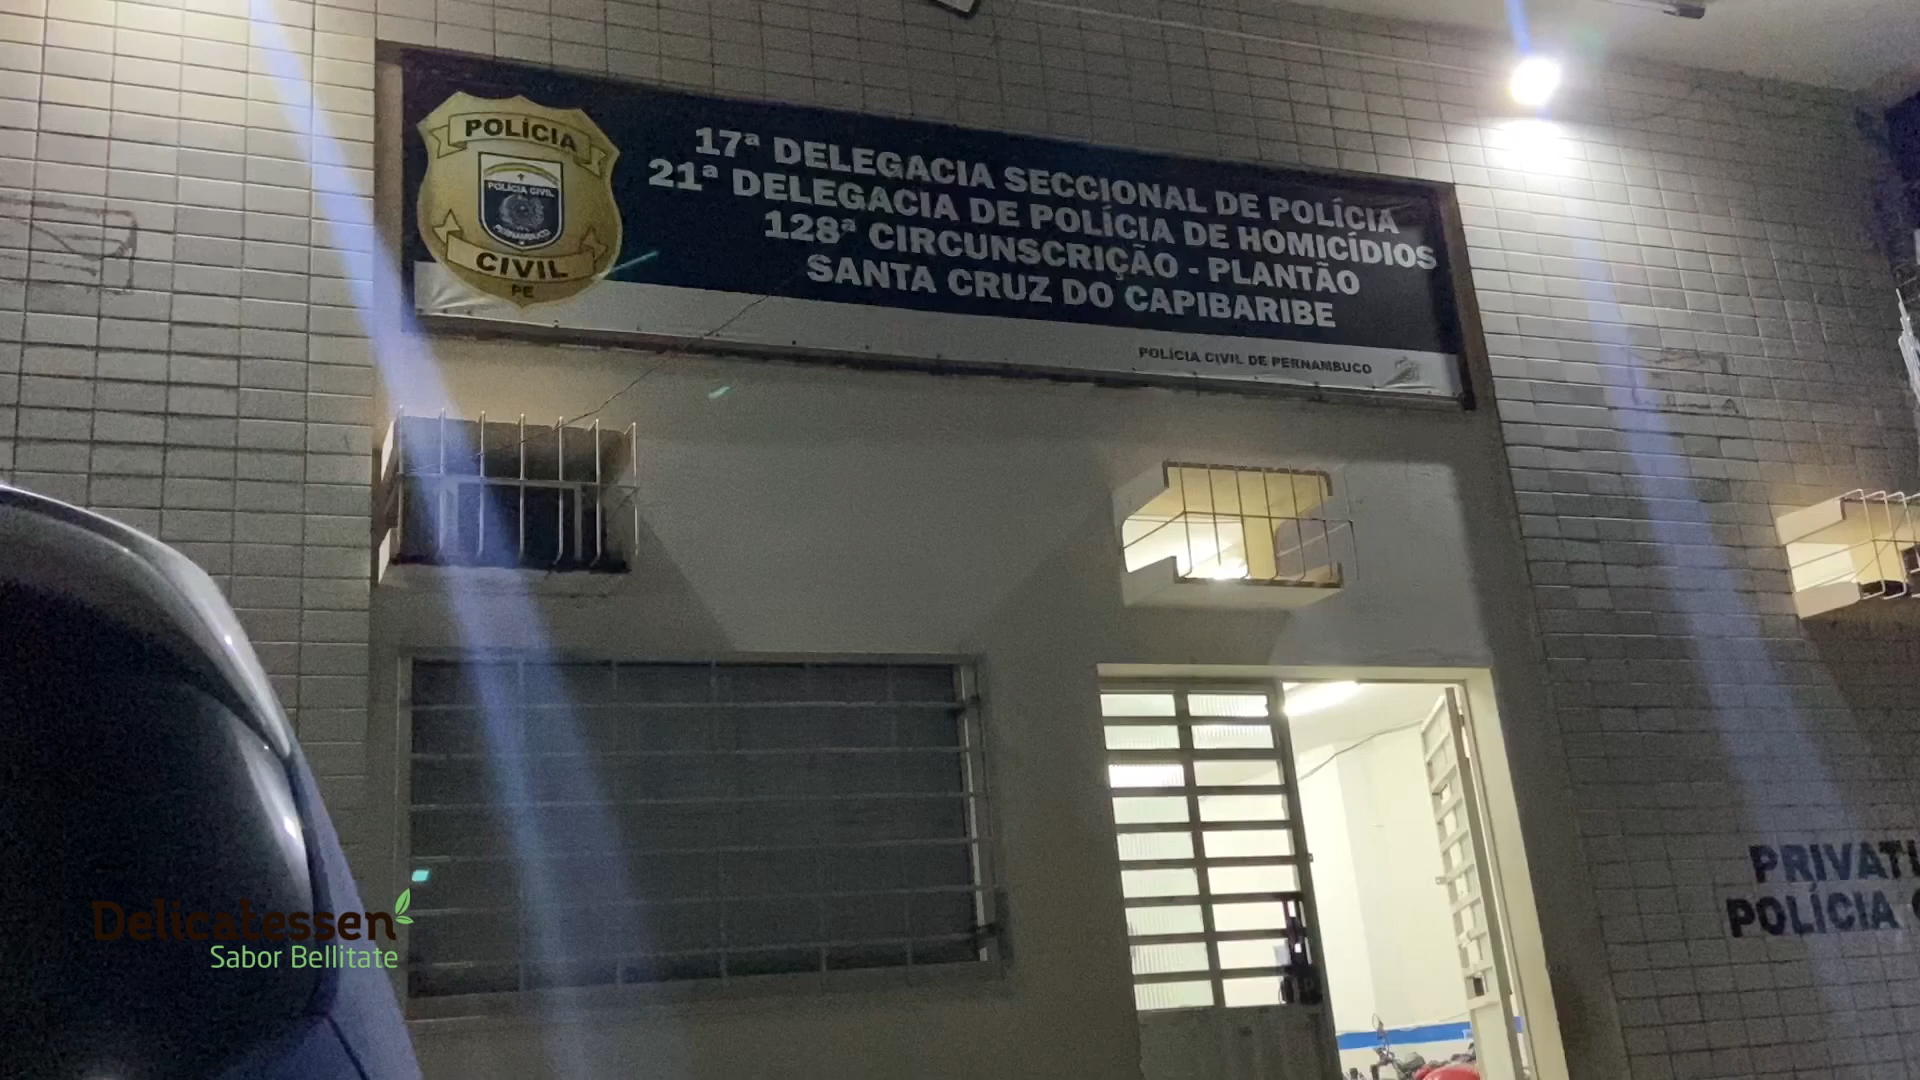 POLÍCIA
POLÍCIA CIVIL
PERNAMBUCO
CIVIL
PE
17ª DELEGACIA SECCIONAL DE POLÍCIA
21ª DELEGACIA DE POLÍCIA DE HOMICÍDIOS
128ª CIRCUNSCRIÇÃO - PLANTÃO
SANTA CRUZ DO CAPIBARIBE
POLÍCIA CIVIL DE PERNAMBUCO
PRIVATI
POLÍCIA C
Delicatessen
Sabor Bellitate